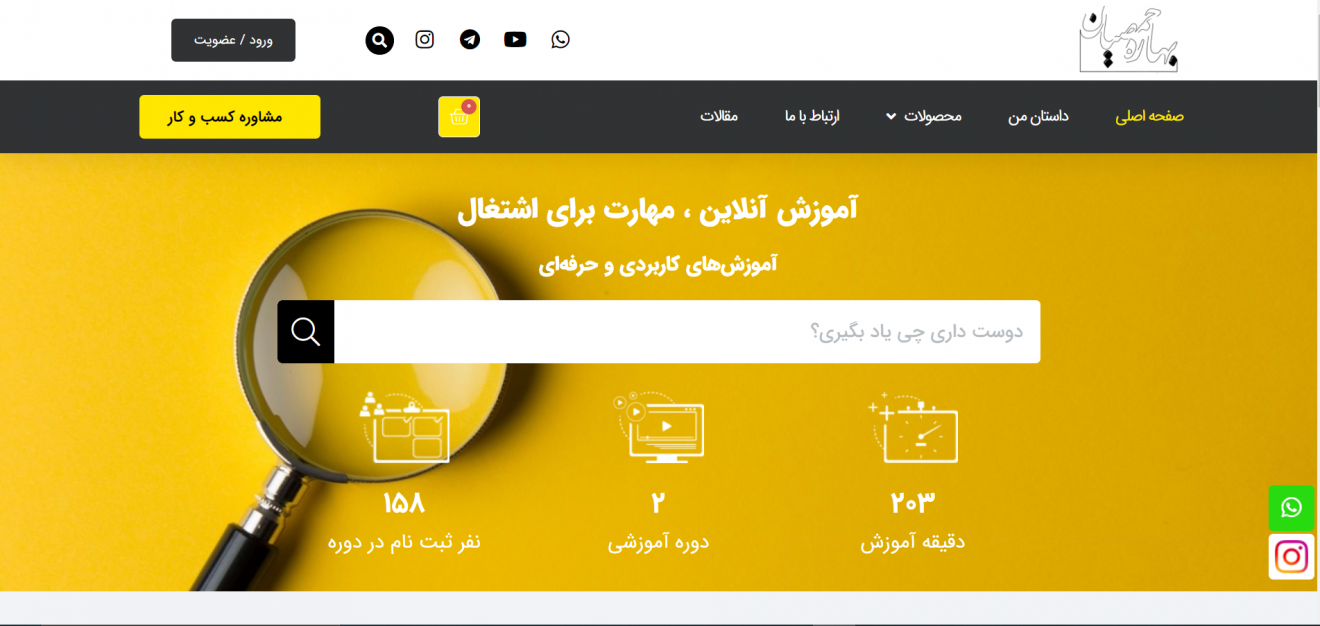 بهاره حمصیان
ورود / عضویت
صفحه اصلی
داستان من
محصولات
ارتباط با ما
مقالات
۰
مشاوره کسب و کار
آموزش آنلاین ، مهارت برای اشتغال
آموزش‌های کاربردی و حرفه‌ای
دوست داری چی یاد بگیری؟
۲۰۳
دقیقه آموزش
۲
دوره آموزشی
۱۵۸
نفر ثبت نام در دوره